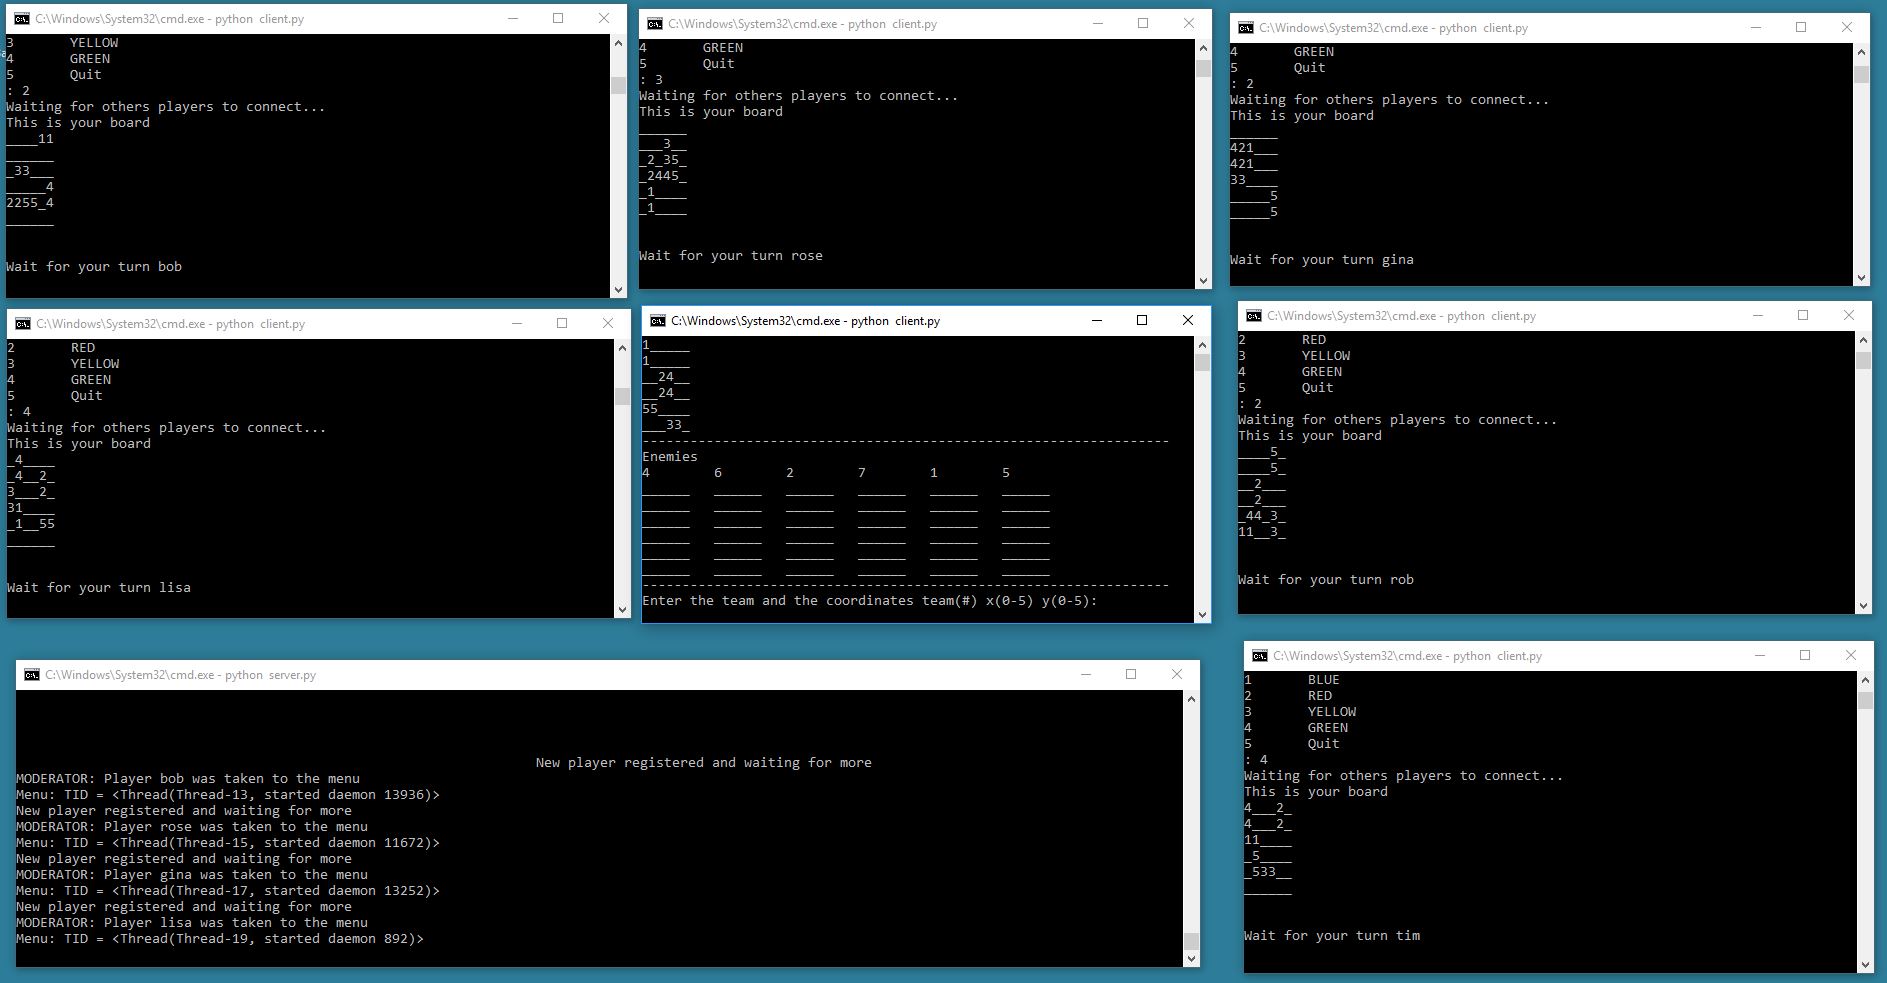 C:\Windows\System32\cmd.exe - python  client.py
3       YELLOW
4       GREEN
5       Quit
: 2
Waiting for others players to connect...
This is your board
____11
______
_33___
_____4
2255_4
______
Wait for your turn bob
C:\Windows\System32\cmd.exe - python  client.py
4       GREEN
5       Quit
: 3
Waiting for others players to connect...
This is your board
______
___3__
_2_35_
_2445_
_1____
_1____
Wait for your turn rose
C:\Windows\System32\cmd.exe - python  client.py
4       GREEN
5       Quit
: 2
Waiting for others players to connect...
This is your board
______
421___
421___
33____
_____5
_____5
Wait for your turn gina
C:\Windows\System32\cmd.exe - python  client.py
2       RED
3       YELLOW
4       GREEN
5       Quit
: 4
Waiting for others players to connect...
This is your board
_4____
_4__2_
3___2_
31____
_1__55
______
Wait for your turn lisa
C:\Windows\System32\cmd.exe - python  client.py
1_____
1_____
__24__
__24__
55____
___33_
------------------------------------------------------------------
Enemies
4        6        2        7        1        5
______   ______   ______   ______   ______   ______
______   ______   ______   ______   ______   ______
______   ______   ______   ______   ______   ______
______   ______   ______   ______   ______   ______
______   ______   ______   ______   ______   ______
______   ______   ______   ______   ______   ______
------------------------------------------------------------------
Enter the team and the coordinates team(#) x(0-5) y(0-5):
C:\Windows\System32\cmd.exe - python  client.py
2       RED
3       YELLOW
4       GREEN
5       Quit
: 2
Waiting for others players to connect...
This is your board
____5_
____5_
__2___
__2___
_44_3_
11__3_
Wait for your turn rob
C:\Windows\System32\cmd.exe - python  server.py
New player registered and waiting for more
MODERATOR: Player bob was taken to the menu
Menu: TID = <Thread(Thread-13, started daemon 13936)>
New player registered and waiting for more
MODERATOR: Player rose was taken to the menu
Menu: TID = <Thread(Thread-15, started daemon 11672)>
New player registered and waiting for more
MODERATOR: Player gina was taken to the menu
Menu: TID = <Thread(Thread-17, started daemon 13252)>
New player registered and waiting for more
MODERATOR: Player lisa was taken to the menu
Menu: TID = <Thread(Thread-19, started daemon 892)>
C:\Windows\System32\cmd.exe - python  client.py
1       BLUE
2       RED
3       YELLOW
4       GREEN
5       Quit
: 4
Waiting for others players to connect...
This is your board
4___2_
4___2_
11____
_5____
_533__
______
Wait for your turn tim